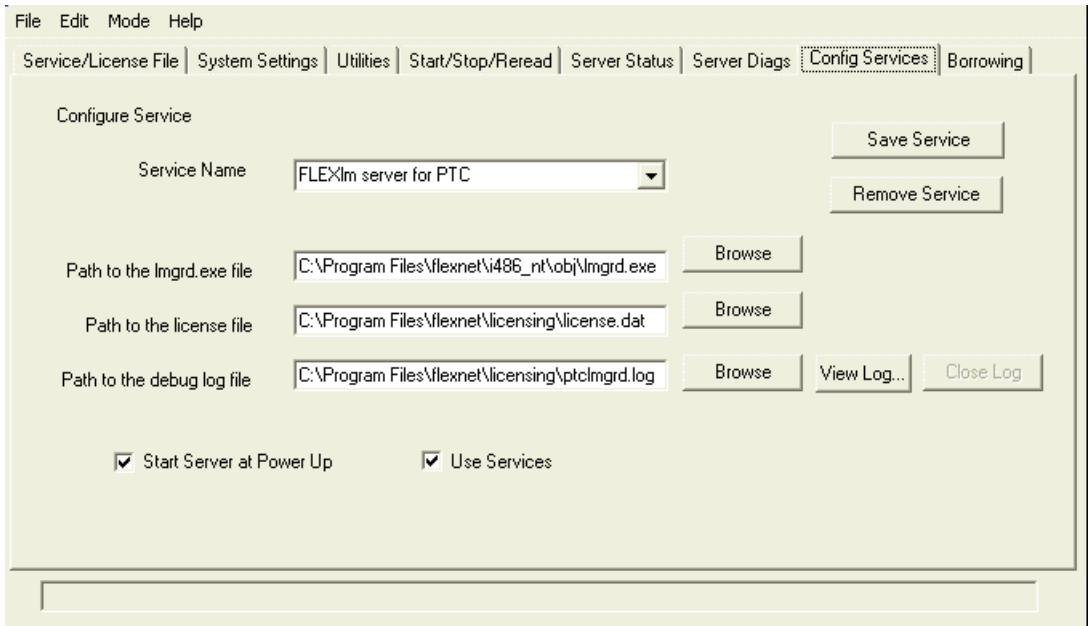 File Edit Mode Help
Service/License File System Settings Utilities Start/Stop/Reread Server Status Server Diags Config Services Borrowing
Configure Service
Save Service
Service Name FLEXlm server for PTC
Remove Service
Path to the lmgrd.exe file C:\Program Files\flexnet\i486_nt\obj\lmgrd.exe Browse
Path to the license file C:\Program Files\flexnet\licensing\license.dat Browse
Path to the debug log file C:\Program Files\flexnet\licensing\ptclmgrd.log Browse View Log... Close Log
Start Server at Power Up Use Services